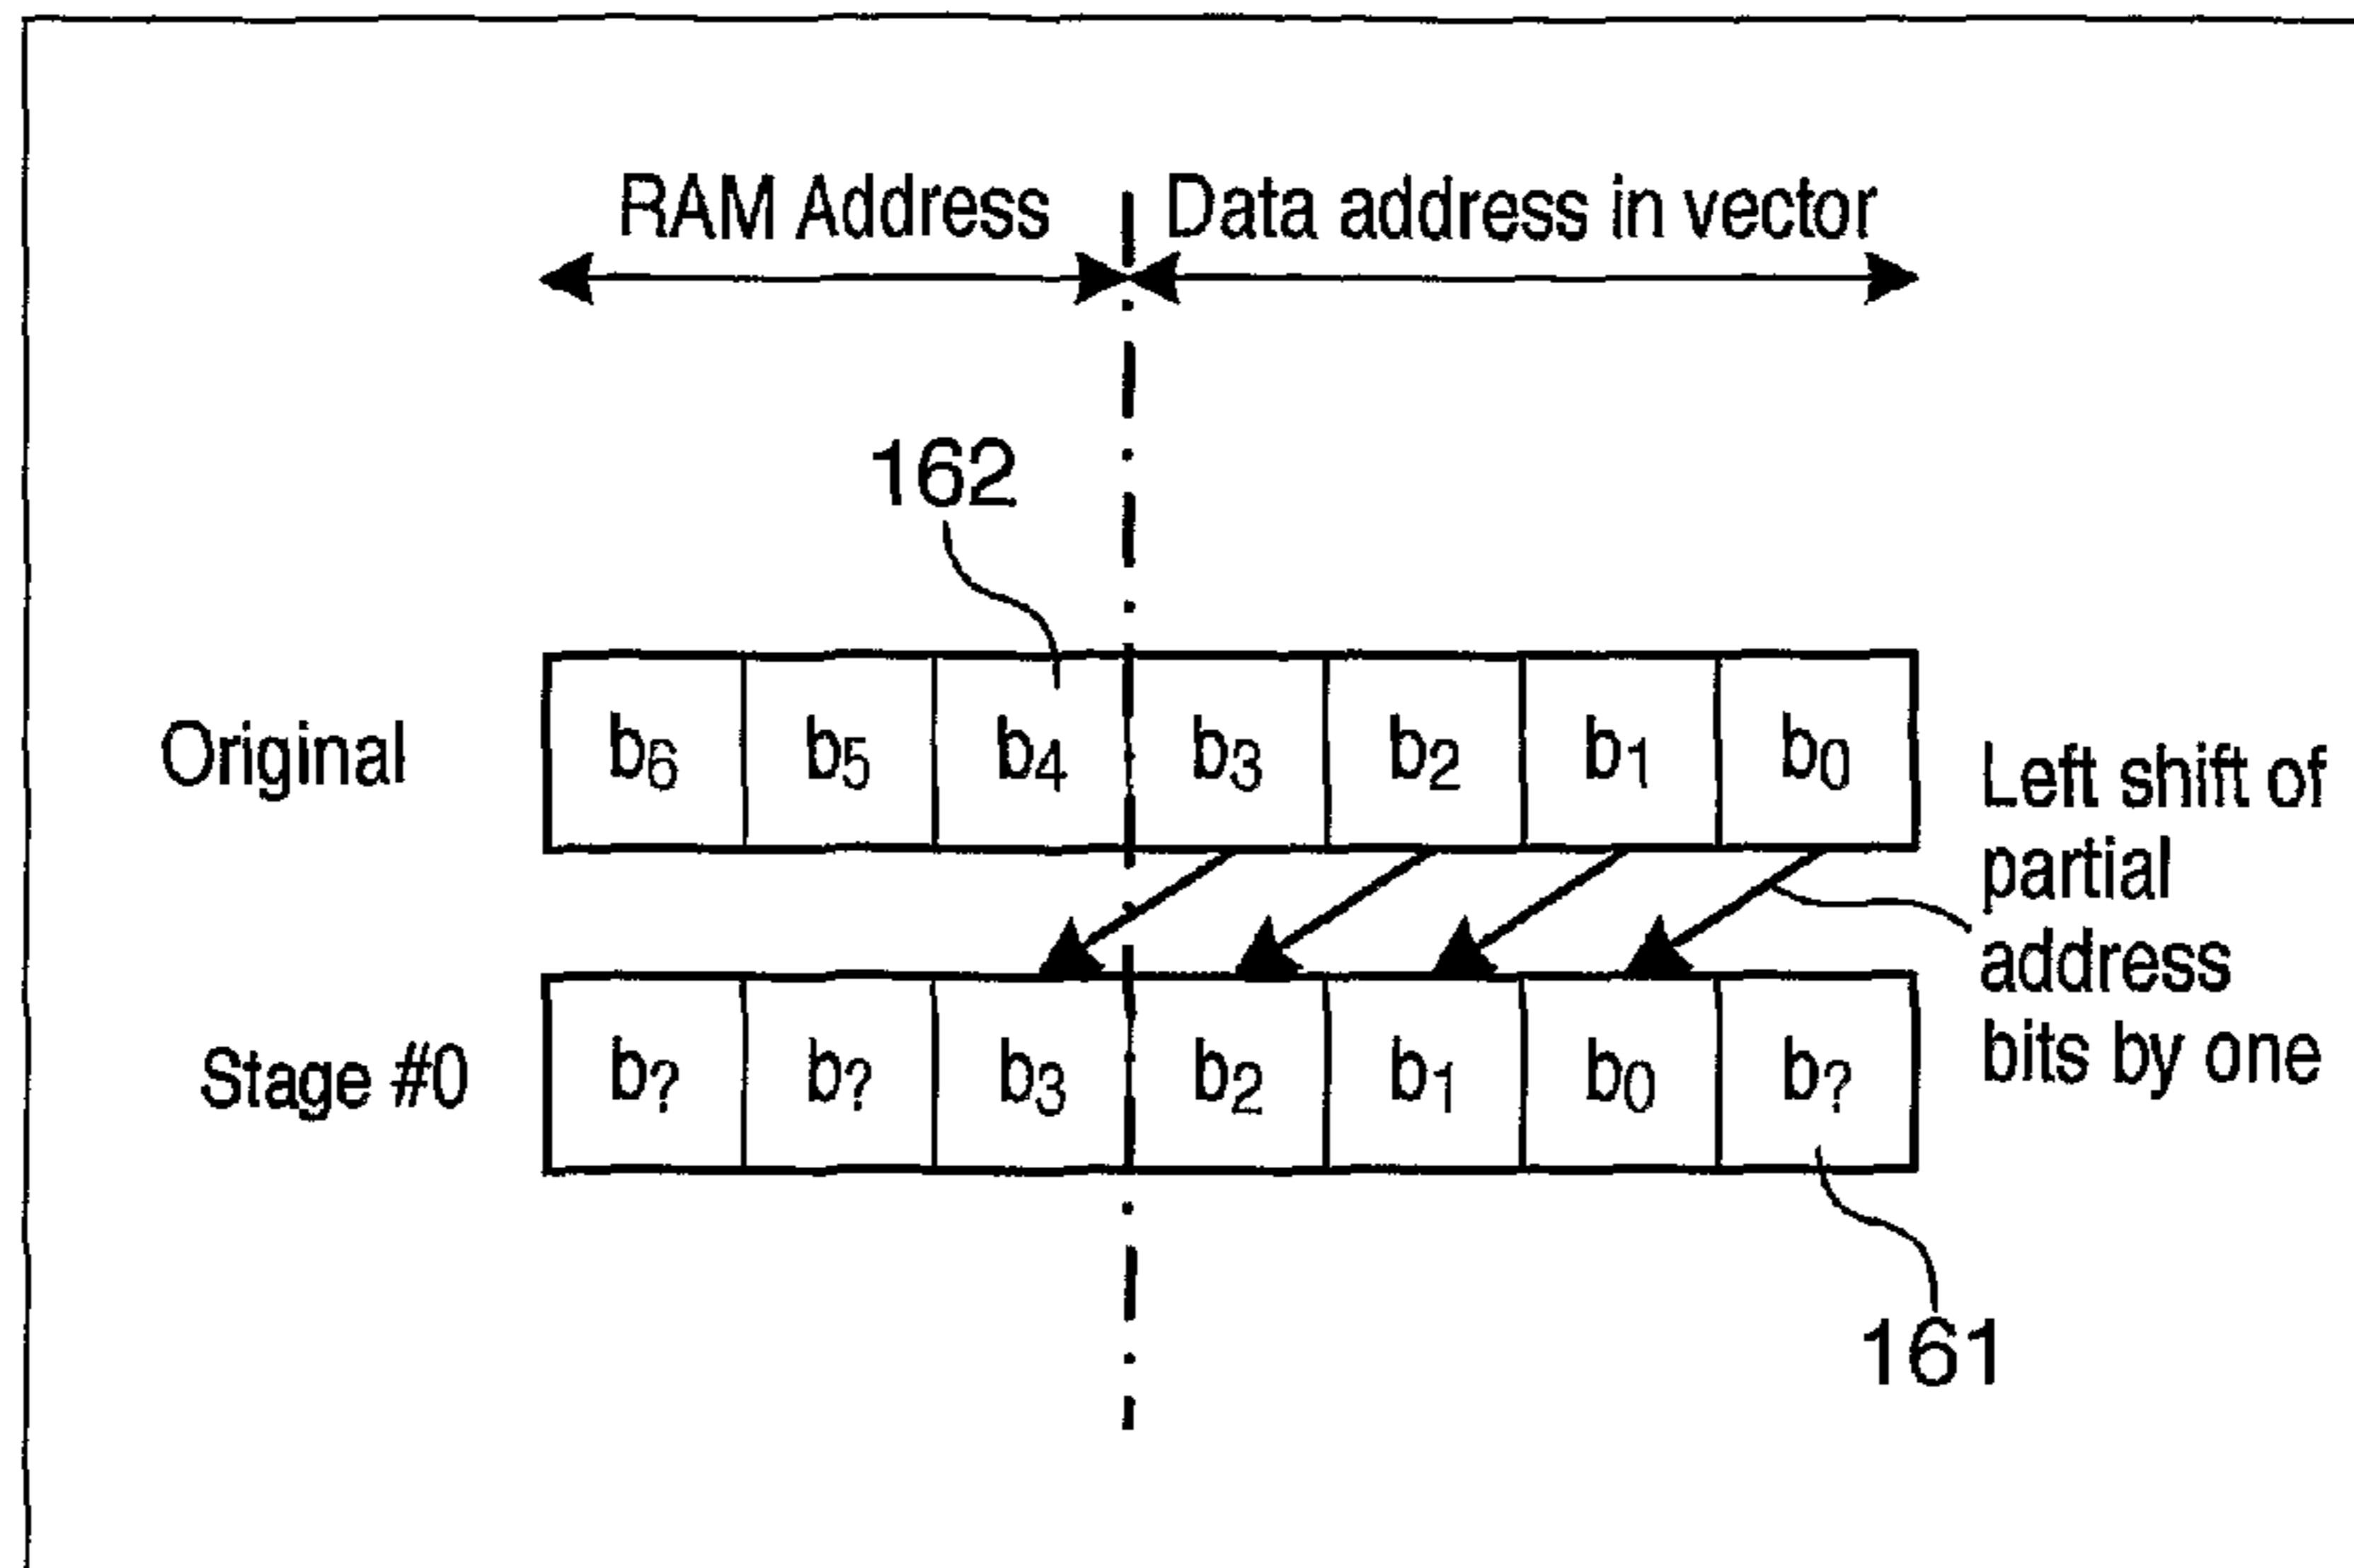 RAM Address Data address in vector
162
Original b6 b5 b4 b3 b2 b1 b0
Left shift of
partial
address
bits by one
Stage #0 b? b? b3 b2 b1 b0 b?
161